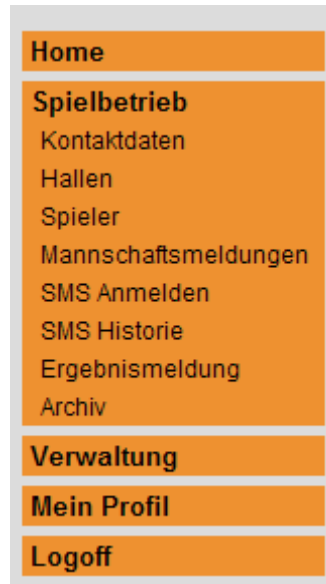 Home
Spielbetrieb
Kontaktdaten
Hallen
Spieler
Mannschaftsmeldungen
SMS Anmelden
SMS Historie
Ergebnismeldung
Archiv
Verwaltung
Mein Profil
Logoff